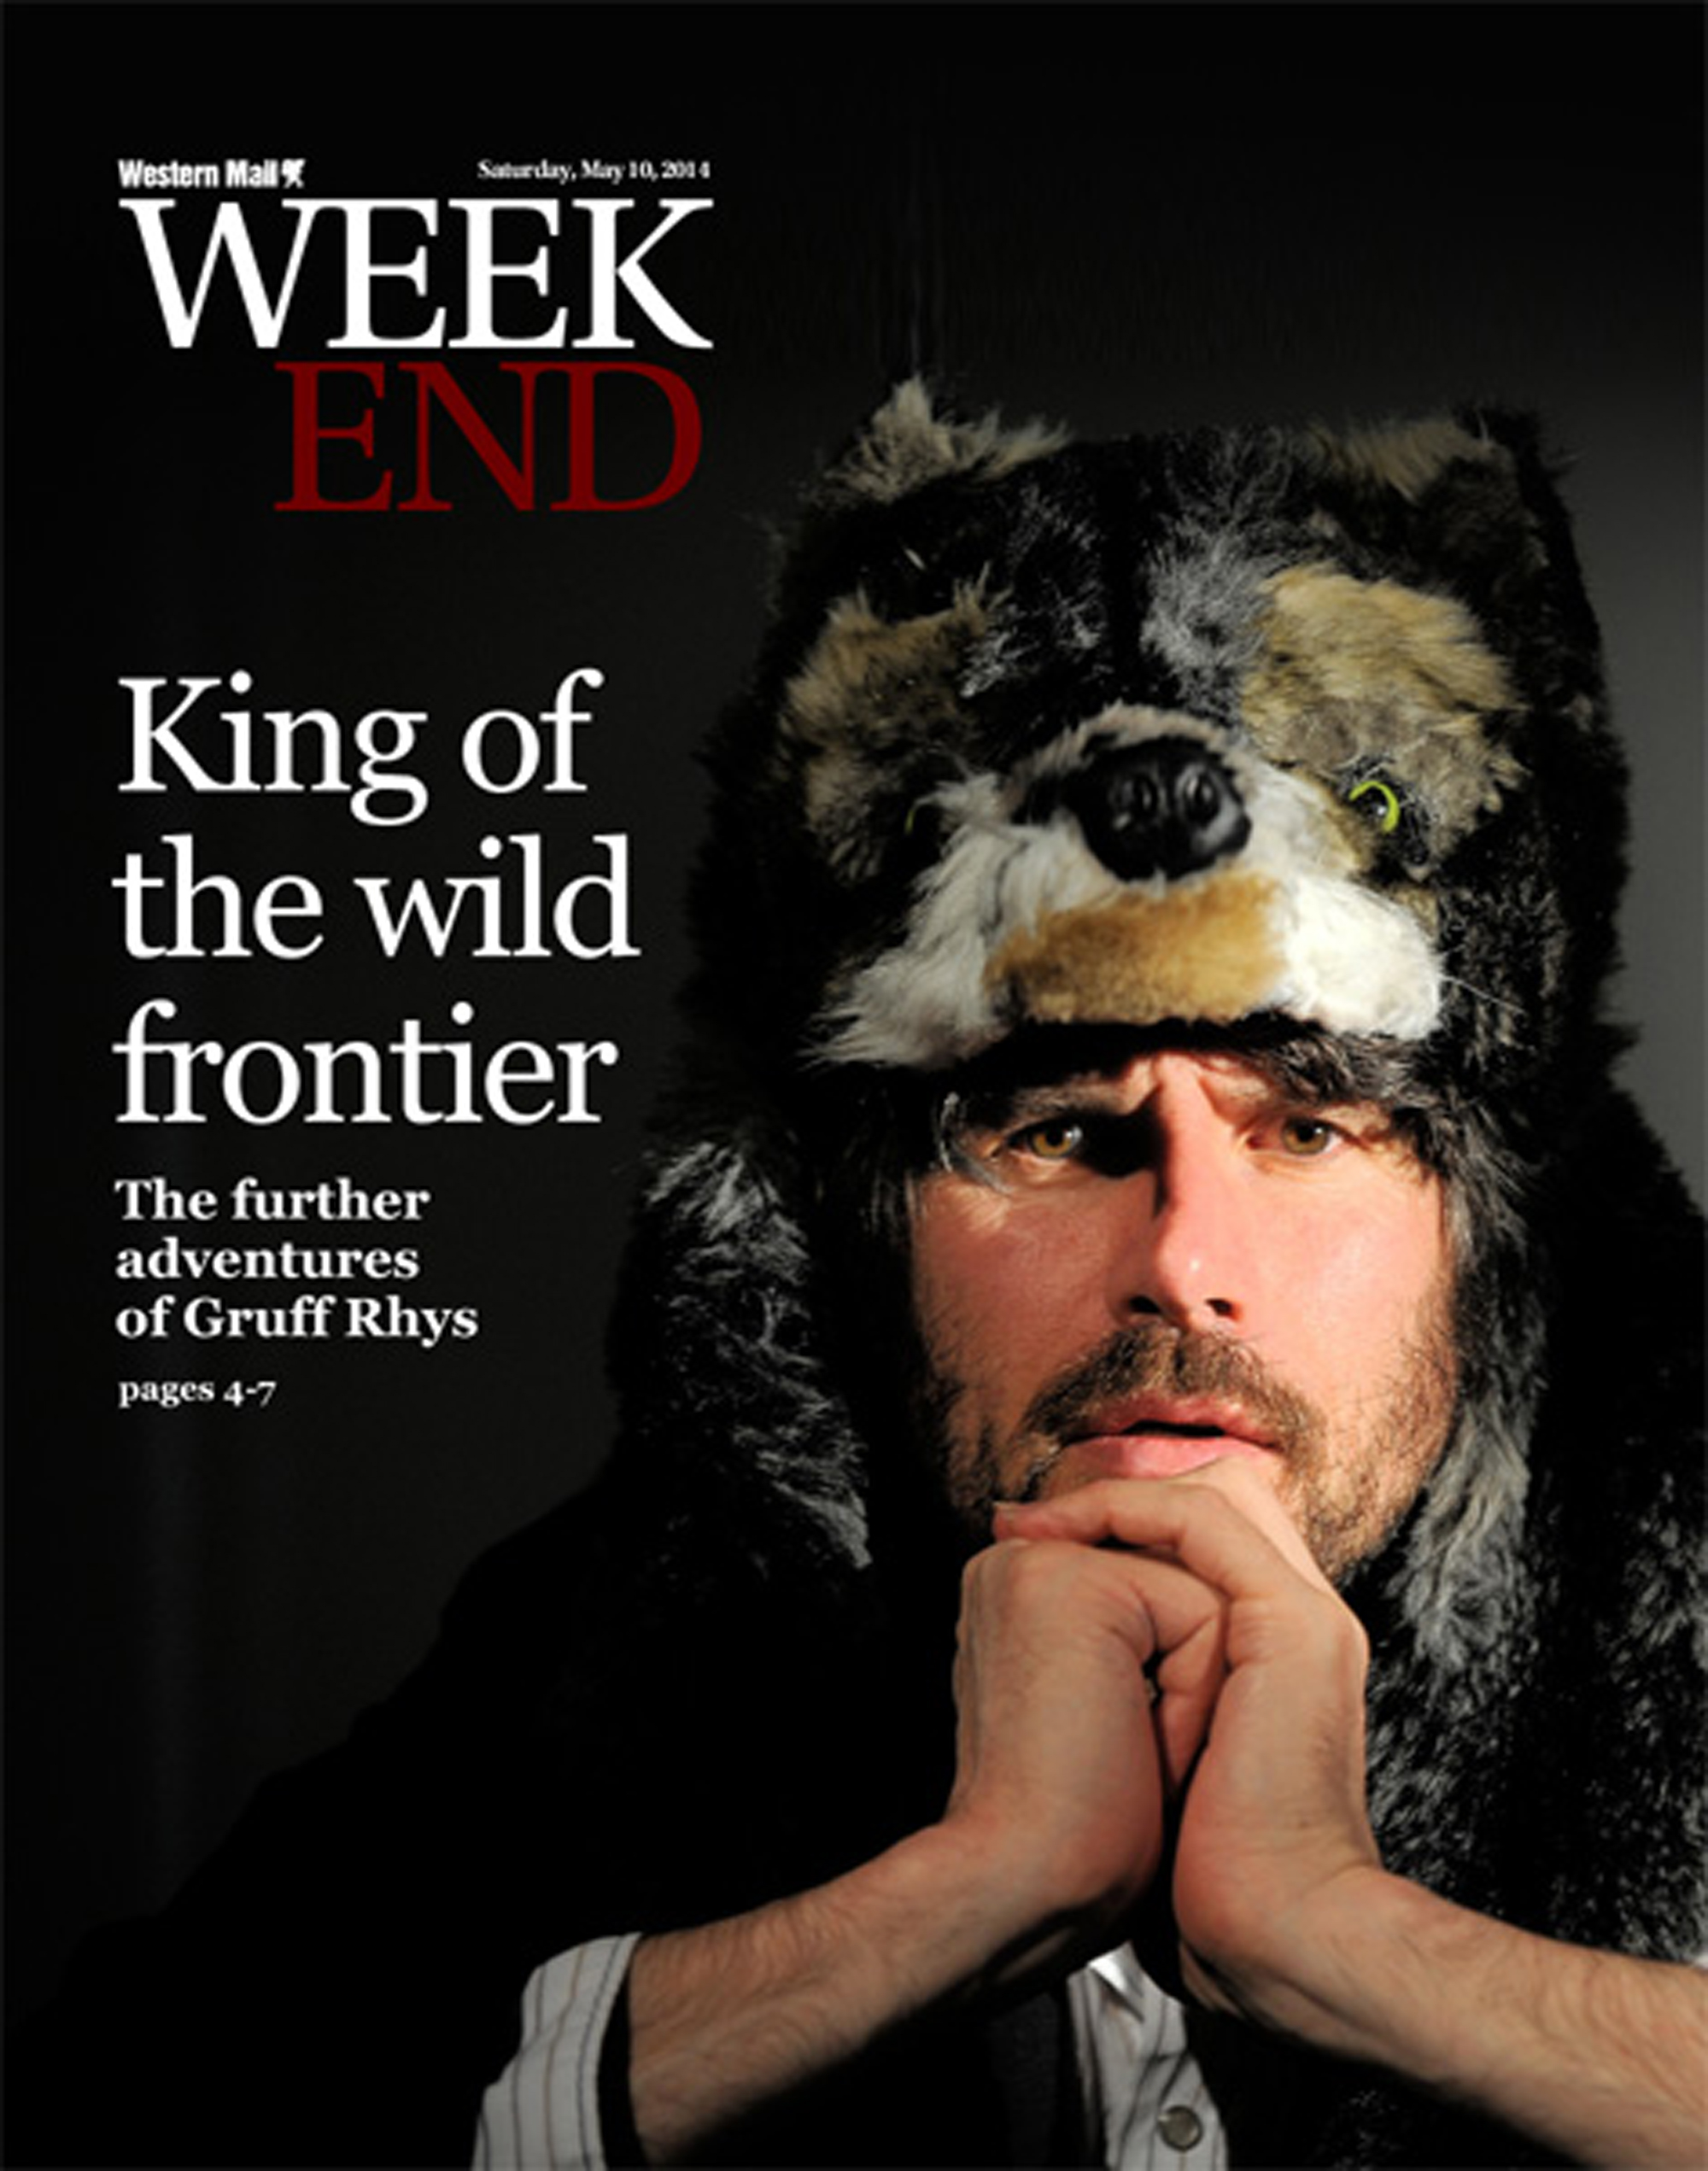 Western Mail
Saturday, May 10, 2014
WEEK
END
King of
the wild
frontier
The further
adventures
of Gruff Rhys
pages 4-7